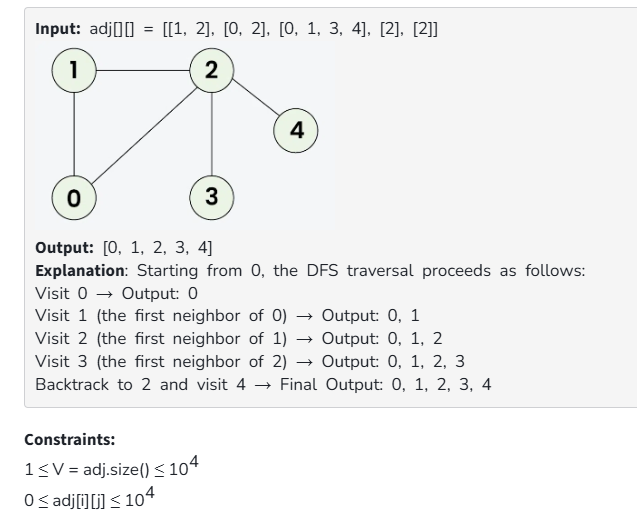 Input: adj[][] = [[1, 2], [0, 2], [0, 1, 3, 4], [2], [2]]
1
2
4
0
3
Output: [0, 1, 2, 3, 4]
Explanation: Starting from 0, the DFS traversal proceeds as follows:
Visit 0 → Output: 0
Visit 1 (the first neighbor of 0) → Output: 0, 1
Visit 2 (the first neighbor of 1) → Output: 0, 1, 2
Visit 3 (the first neighbor of 2) → Output: 0, 1, 2, 3
Backtrack to 2 and visit 4 → Final Output: 0, 1, 2, 3, 4
Constraints:
1 ≤ V = adj.size() ≤ 10⁴
0 ≤ adj[i][j] ≤ 10⁴